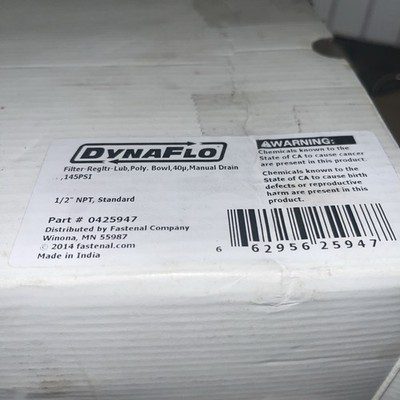 DYNAFLO
Filter-Regltr-Lub,Poly. Bowl,40µ,Manual Drain
,145PSI
1/2" NPT, Standard
Part # 0425947
Distributed by Fastenal Company
Winona, MN 55987
© 2014 fastenal.com
Made in India
WARNING:
Chemicals known to the
State of CA to cause cancer
are present in this product.
Chemicals known to the
State of CA to cause birth
defects or reproductive
harm are present in this
product.
6 62956 25947